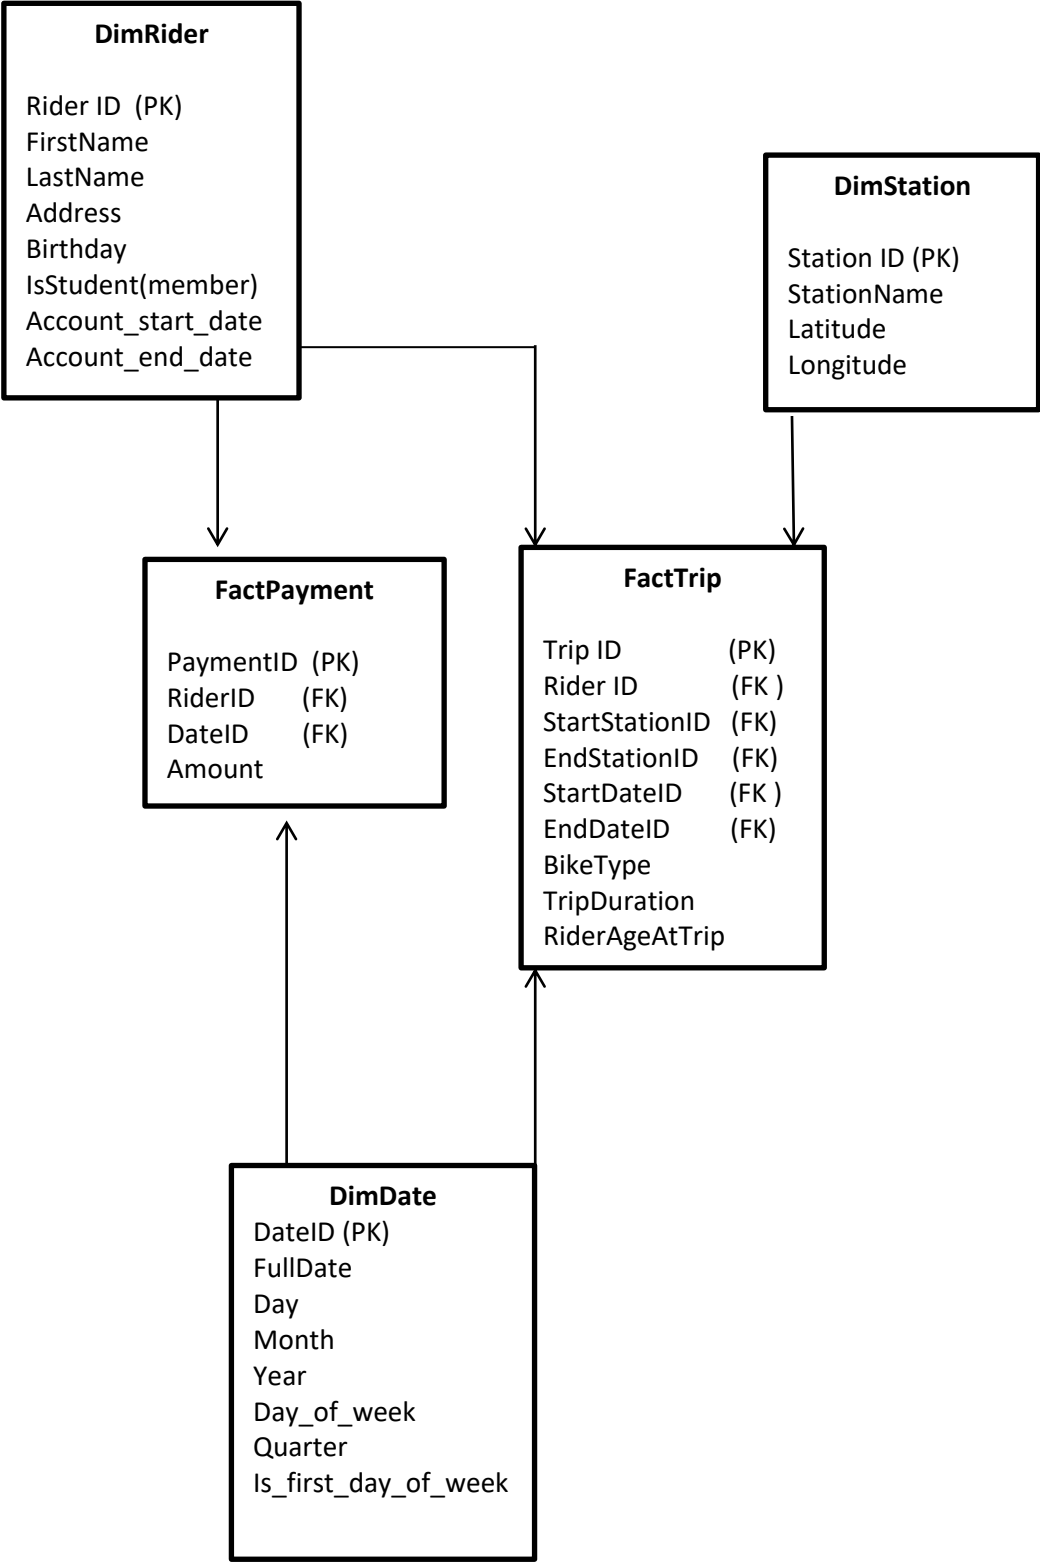 DimRider
Rider ID  (PK)
FirstName
LastName
Address
Birthday
IsStudent(member)
Account_start_date
Account_end_date
DimStation
Station ID (PK)
StationName
Latitude
Longitude
FactPayment
PaymentID  (PK)
RiderID (FK)
DateID (FK)
Amount
FactTrip
Trip ID (PK)
Rider ID (FK )
StartStationID (FK)
EndStationID (FK)
StartDateID (FK )
EndDateID (FK)
BikeType
TripDuration
RiderAgeAtTrip
DimDate
DateID (PK)
FullDate
Day
Month
Year
Day_of_week
Quarter
Is_first_day_of_week